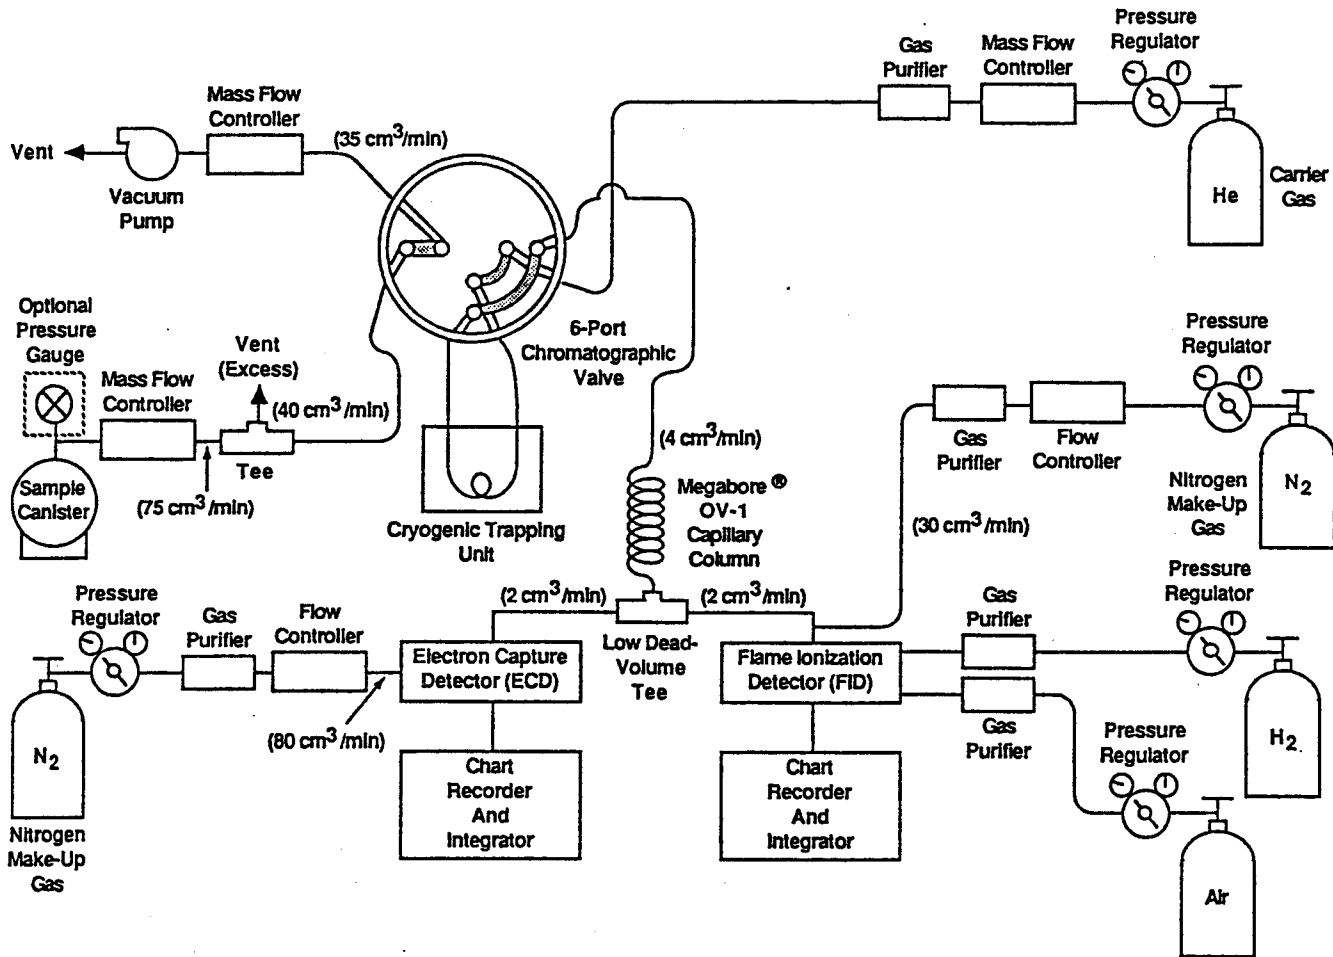 Pressure
Regulator
Gas
Purifier
Mass Flow
Controller
Mass Flow
Controller
(35 cm³/min)
Vent
Vacuum
Pump
He
Carrier
Gas
Optional
Pressure
Gauge
Vent
(Excess)
6-Port
Chromatographic
Valve
Pressure
Regulator
Mass Flow
Controller
(40 cm³/min)
Tee
(75 cm³/min)
Sample
Canister
Cryogenic Trapping
Unit
(4 cm³/min)
Megabore ®
OV-1
Capillary
Column
Gas
Purifier
Flow
Controller
Nitrogen
Make-Up
Gas
N2
(30 cm³/min)
Pressure
Regulator
Gas
Purifier
Flow
Controller
(2 cm³/min)
(2 cm³/min)
Low Dead-
Volume
Tee
Gas
Purifier
Pressure
Regulator
Electron Capture
Detector (ECD)
Flame Ionization
Detector (FID)
(80 cm³/min)
Gas
Purifier
Pressure
Regulator
H2
N2
Nitrogen
Make-Up
Gas
Chart
Recorder
And
Integrator
Chart
Recorder
And
Integrator
Air